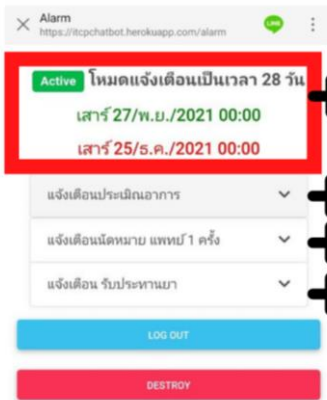 Alarm
https://itcpchatbot.herokuapp.com/alarm
LINE
Active โหมดแจ้งเตือนเป็นเวลา 28 วัน
เสาร์ 27/พ.ย./2021 00:00
เสาร์ 25/ธ.ค./2021 00:00
แจ้งเตือนประเมินอาการ
แจ้งเตือนนัดหมาย แพทย์ 1 ครั้ง
แจ้งเตือน รับประทานยา
LOG OUT
DESTROY